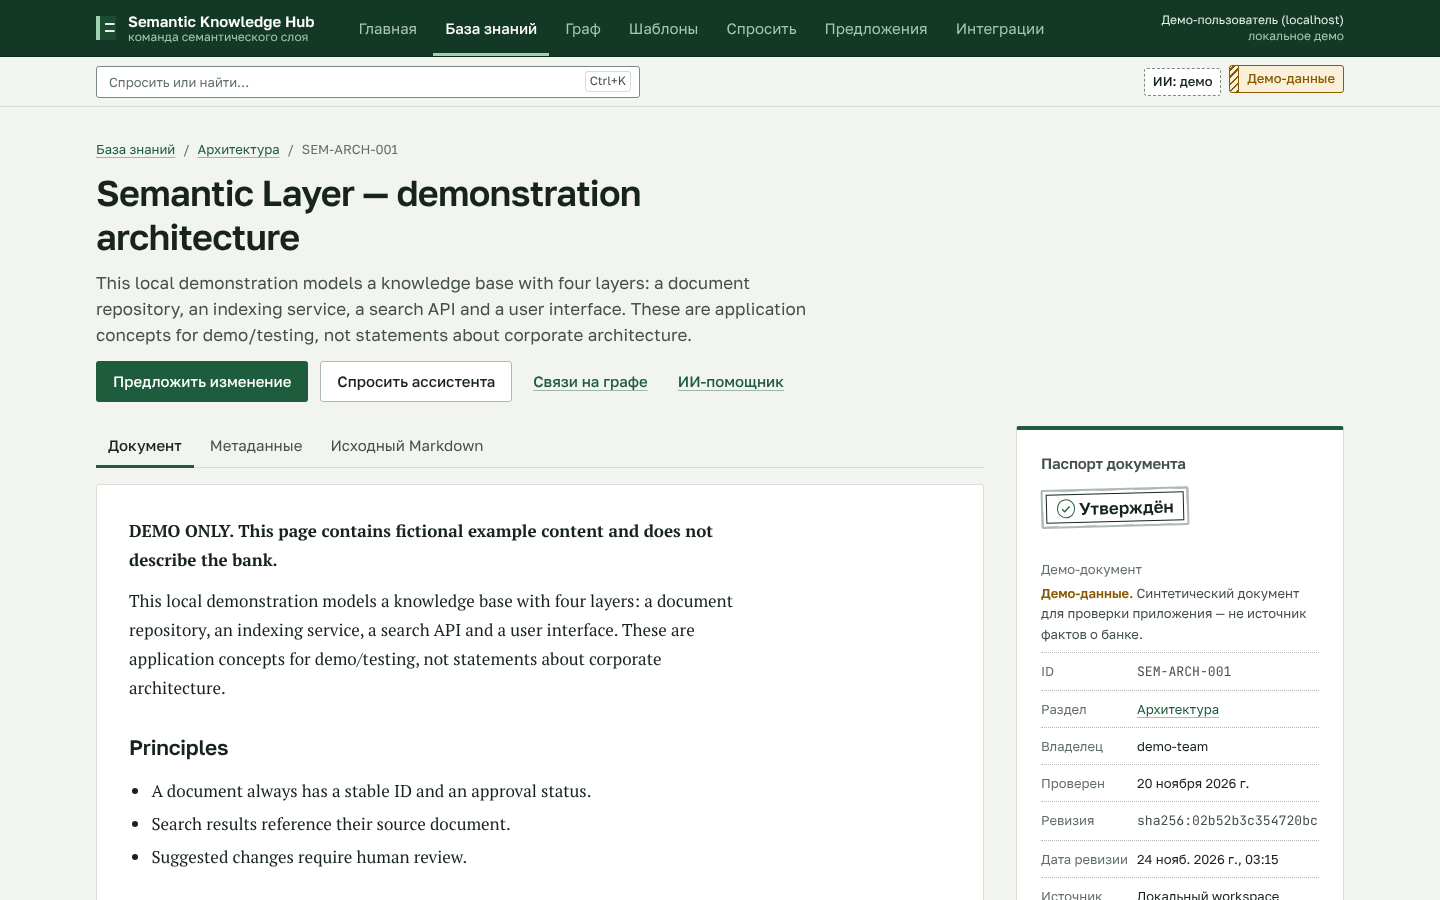 Semantic Knowledge Hub
команда семантического слоя
Главная
База знаний
Граф
Шаблоны
Спросить
Предложения
Интеграции
Демо-пользователь (localhost)
локальное демо
Спросить или найти...
Ctrl+K
ИИ: демо
Демо-данные
База знаний / Архитектура / SEM-ARCH-001
Semantic Layer — demonstration
architecture
This local demonstration models a knowledge base with four layers: a document
repository, an indexing service, a search API and a user interface. These are application
concepts for demo/testing, not statements about corporate architecture.
Предложить изменение
Спросить ассистента
Связи на графе
ИИ-помощник
Документ
Метаданные
Исходный Markdown
DEMO ONLY. This page contains fictional example content and does not
describe the bank.
This local demonstration models a knowledge base with four layers: a document
repository, an indexing service, a search API and a user interface. These are
application concepts for demo/testing, not statements about corporate
architecture.
Principles
• A document always has a stable ID and an approval status.
• Search results reference their source document.
• Suggested changes require human review.
Паспорт документа
Утверждён
Демо-документ
Демо-данные. Синтетический документ
для проверки приложения — не источник
фактов о банке.
ID SEM-ARCH-001
Раздел Архитектура
Владелец demo-team
Проверен 20 ноября 2026 г.
Ревизия sha256:02b52b3c354720bc
Дата ревизии 24 нояб. 2026 г., 03:15
Источник Локальный workspace